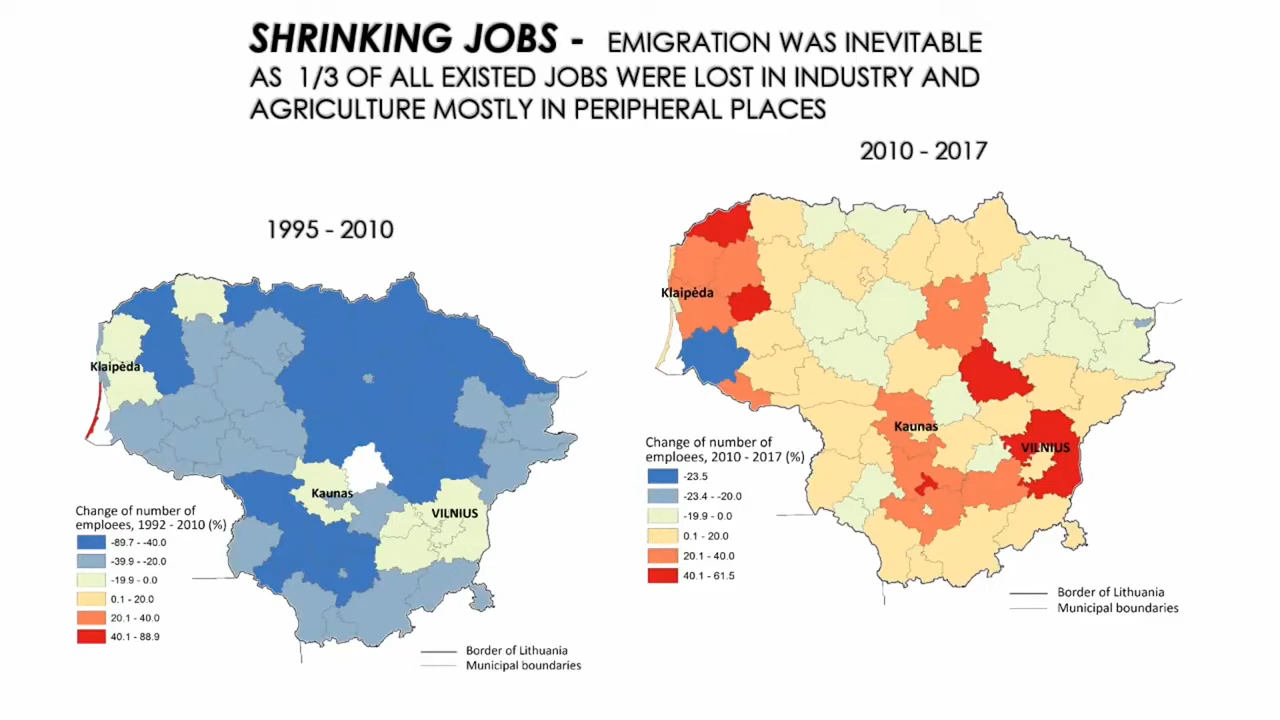 SHRINKING JOBS - EMIGRATION WAS INEVITABLE
AS 1/3 OF ALL EXISTED JOBS WERE LOST IN INDUSTRY AND
AGRICULTURE MOSTLY IN PERIPHERAL PLACES
1995 - 2010
Klaipėda
Kaunas
VILNIUS
Change of number of
emploees, 1992 - 2010 (%)
-89.7 - -40.0
-39.9 - -20.0
-19.9 - 0.0
0.1 - 20.0
20.1 - 40.0
40.1 - 88.9
Border of Lithuania
Municipal boundaries
2010 - 2017
Klaipėda
Kaunas
VILNIUS
Change of number of
emploees, 2010 - 2017 (%)
-23.5
-23.4 - -20.0
-19.9 - 0.0
0.1 - 20.0
20.1 - 40.0
40.1 - 61.5
Border of Lithuania
Municipal boundaries